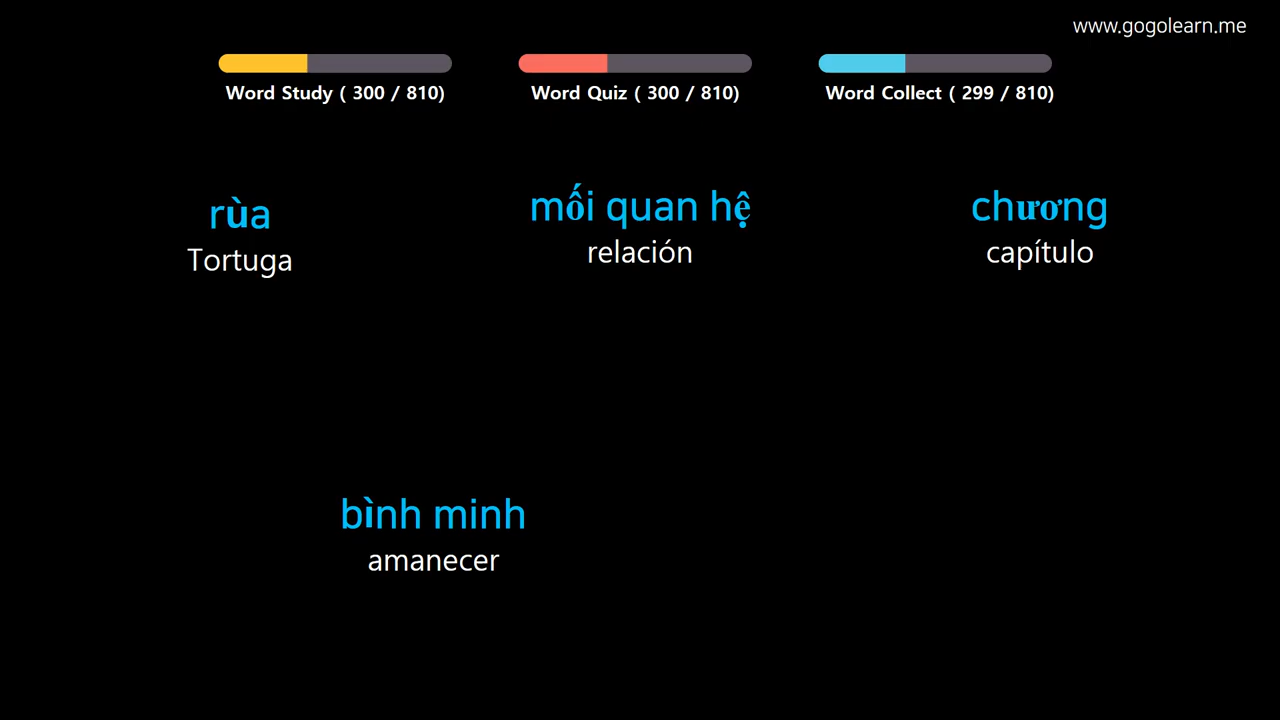 www.gogolearn.me
Word Study ( 300 / 810)
Word Quiz ( 300 / 810)
Word Collect ( 299 / 810)
rùa
Tortuga
mối quan hệ
relación
chương
capítulo
bình minh
amanecer